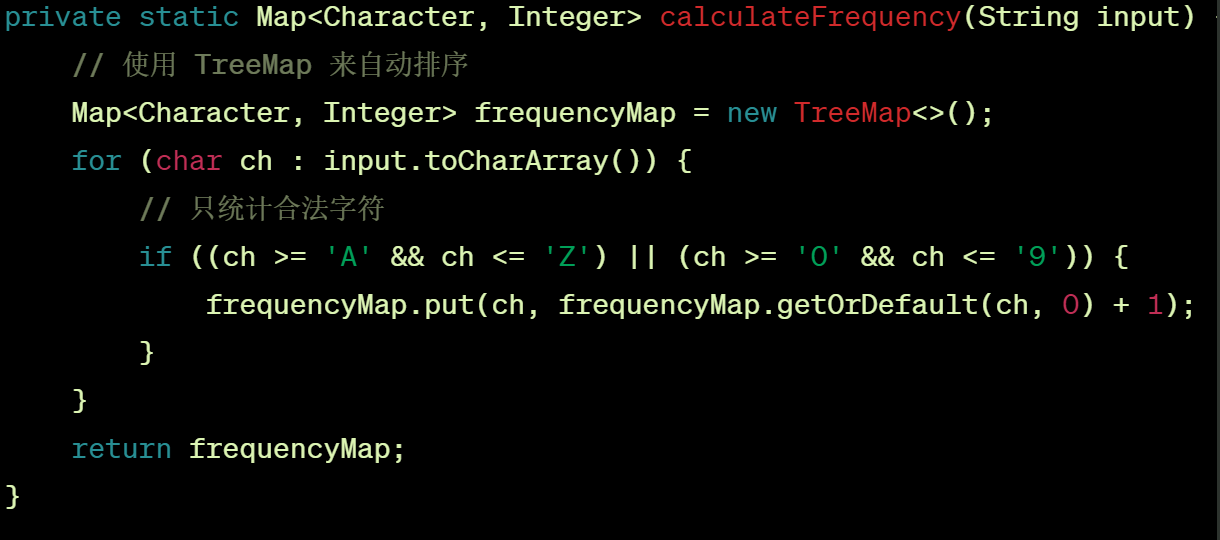 private static Map<Character, Integer> calculateFrequency(String input)
// 使用 TreeMap 来自动排序
Map<Character, Integer> frequencyMap = new TreeMap<>();
for (char ch : input.toCharArray()) {
// 只统计合法字符
if ((ch >= 'A' && ch <= 'Z') || (ch >= '0' && ch <= '9')) {
frequencyMap.put(ch, frequencyMap.getOrDefault(ch, 0) + 1);
}
}
return frequencyMap;
}